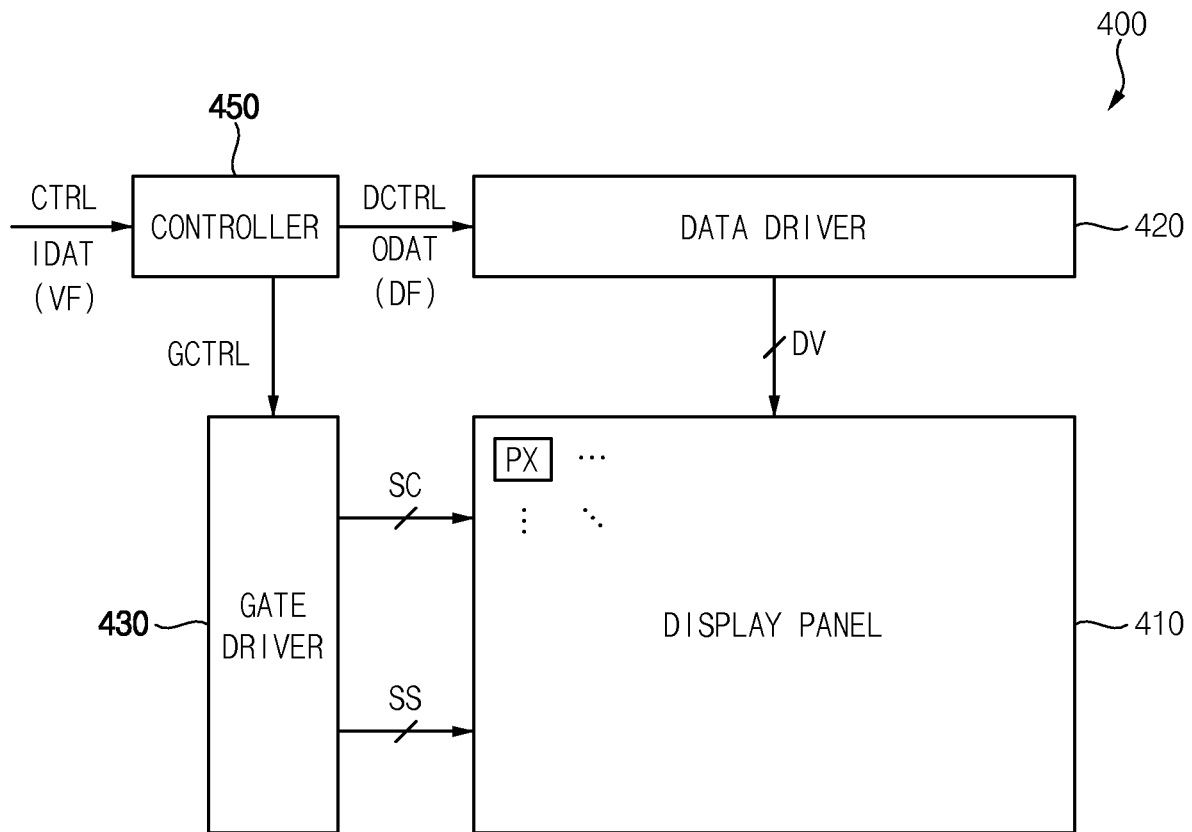 400
450
CTRL
IDAT
(VF)
CONTROLLER
DCTRL
ODAT
(DF)
DATA DRIVER
420
GCTRL
DV
PX
SC
GATE
DRIVER
430
SS
DISPLAY PANEL
410